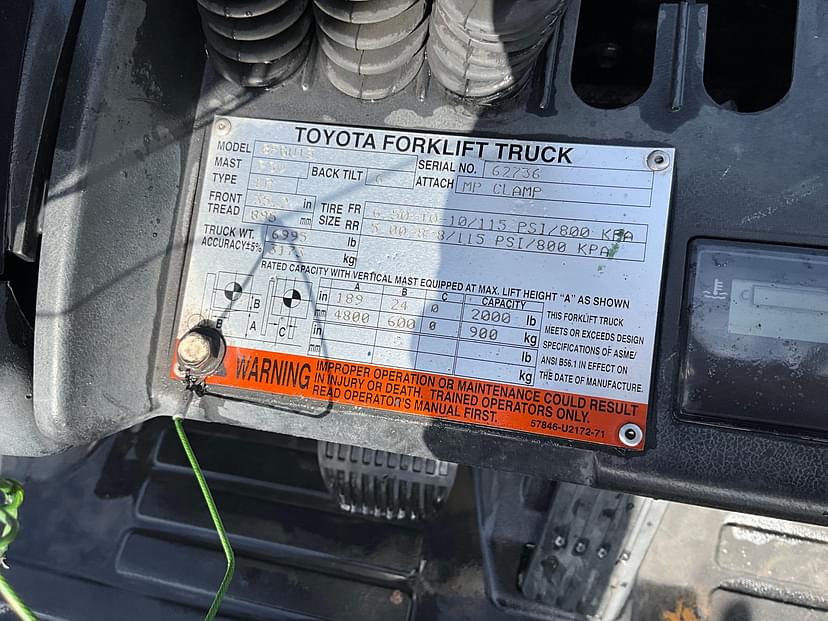 TOYOTA FORKLIFT TRUCK
MODEL 8FGU15 SERIAL NO. 62736
MAST BACK TILT 6 ATTACH MP CLAMP
TYPE LP
FRONT TREAD in 895 mm
TIRE SIZE FR 6.50-10-10/115 PSI/800 KPA
RR 5.00-8-8/115 PSI/800 KPA
TRUCK WT. ACCURACY±5% 6995 lb
3173 kg
RATED CAPACITY WITH VERTICAL MAST EQUIPPED AT MAX. LIFT HEIGHT "A" AS SHOWN
A B C CAPACITY
in 189 24 0 2000 lb
mm 4800 600 0 900 kg
in lb
mm kg
B
A
B C
THIS FORKLIFT TRUCK
MEETS OR EXCEEDS DESIGN
SPECIFICATIONS OF ASME/
ANSI B56.1 IN EFFECT ON
THE DATE OF MANUFACTURE.
WARNING
IMPROPER OPERATION OR MAINTENANCE COULD RESULT
IN INJURY OR DEATH. TRAINED OPERATORS ONLY.
READ OPERATOR'S MANUAL FIRST.
57846-U2172-71